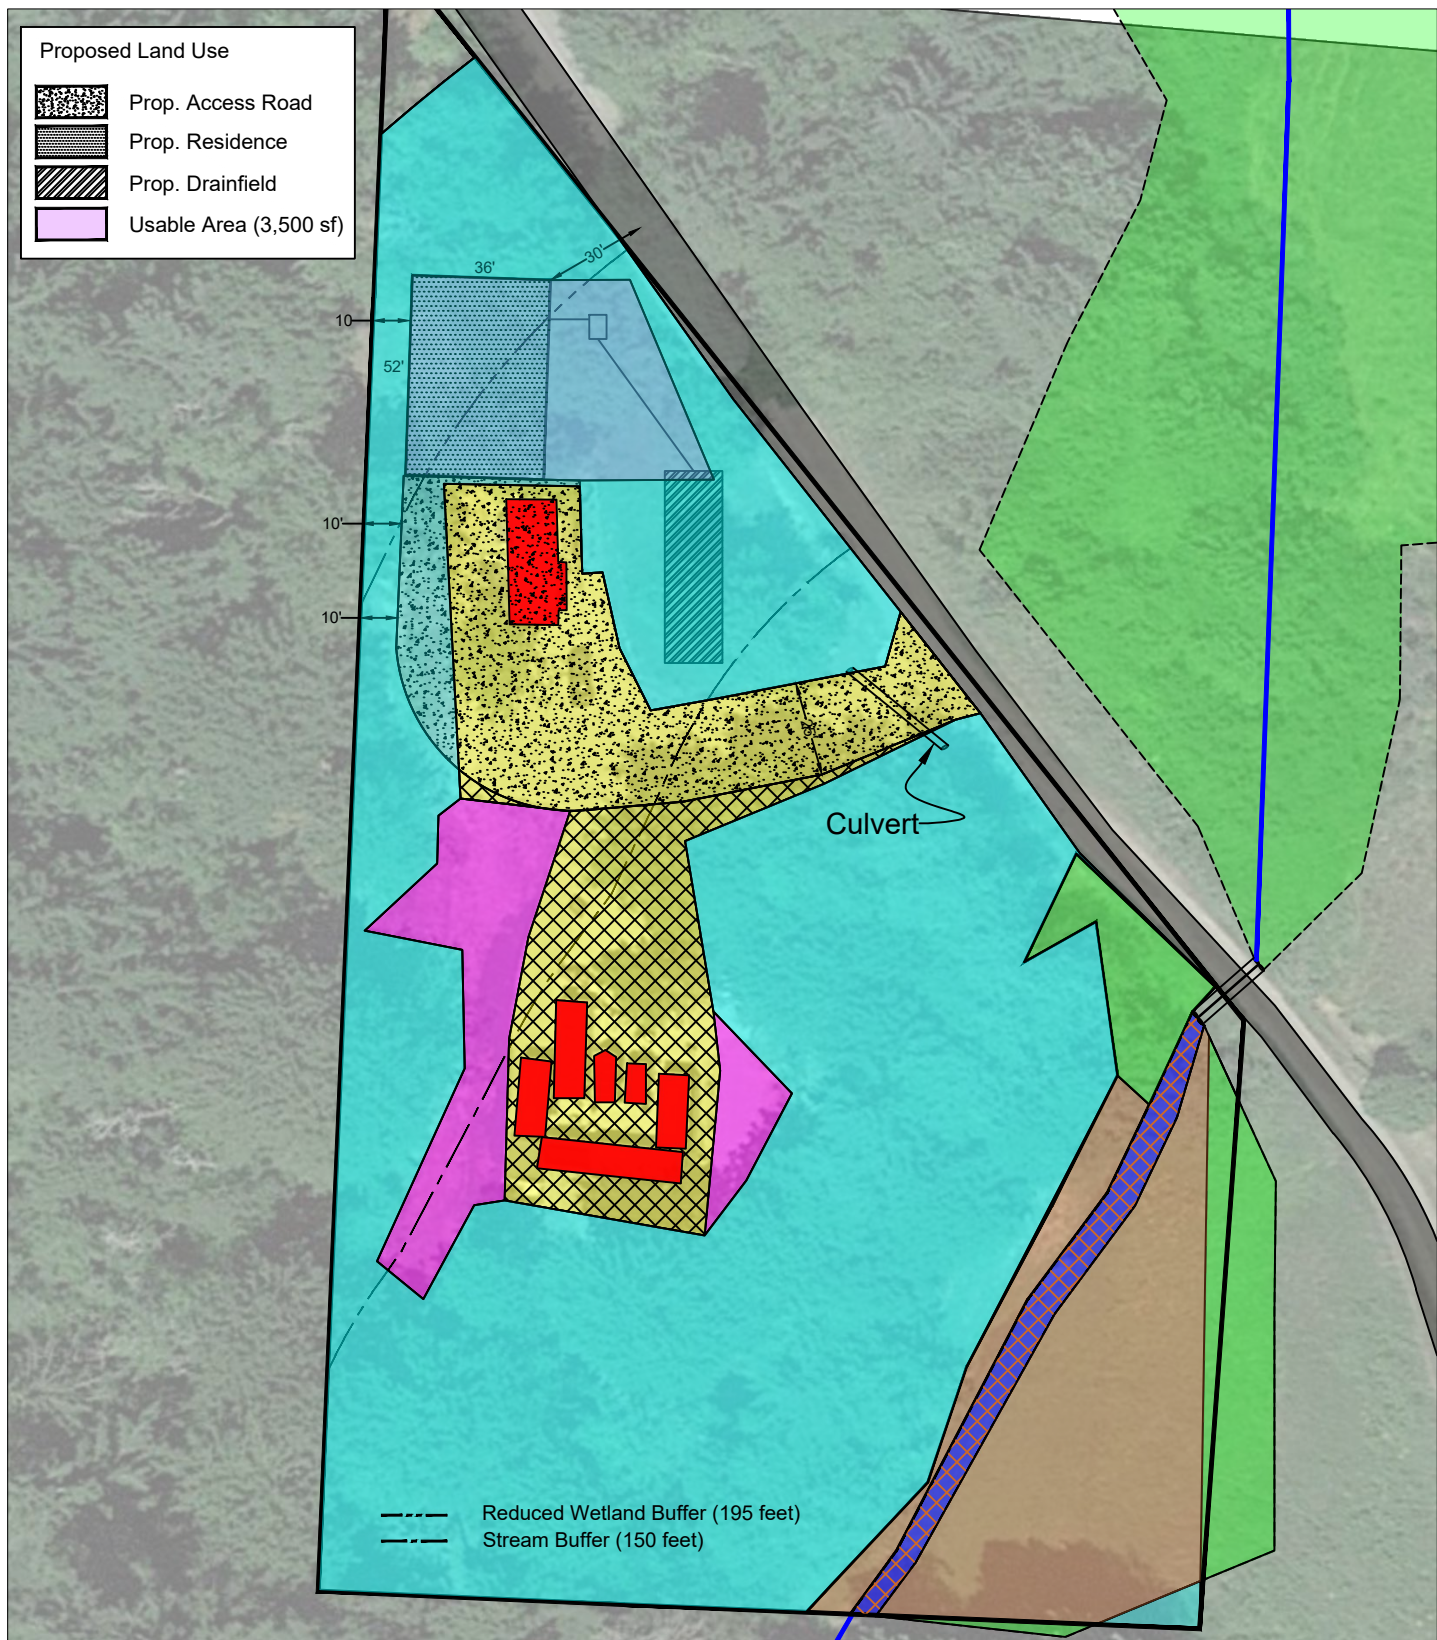 Proposed Land Use
Prop. Access Road
Prop. Residence
Prop. Drainfield
Usable Area (3,500 sf)
30'
36'
10
52'
10'
10'
Culvert
Reduced Wetland Buffer (195 feet)
Stream Buffer (150 feet)